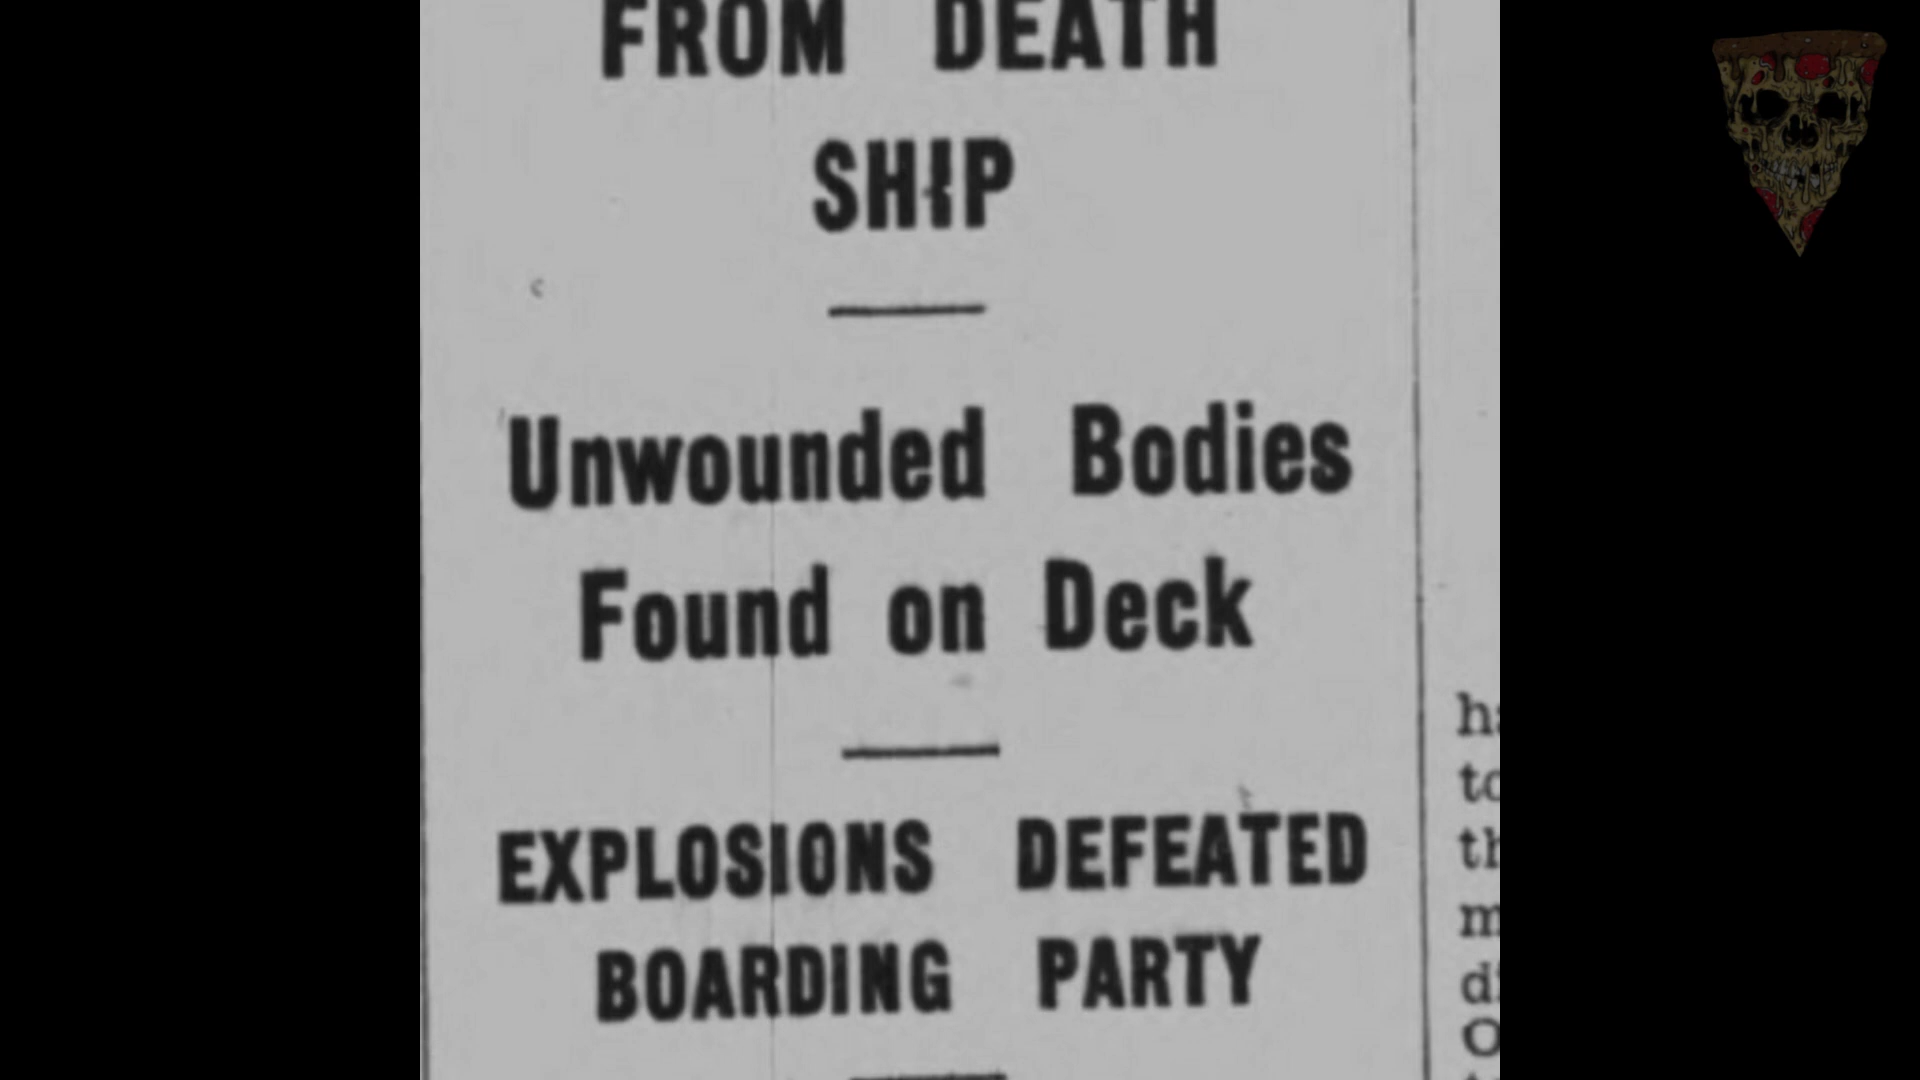 FROM DEATH
SHIP
Unwounded Bodies
Found on Deck
EXPLOSIONS DEFEATED
BOARDING PARTY